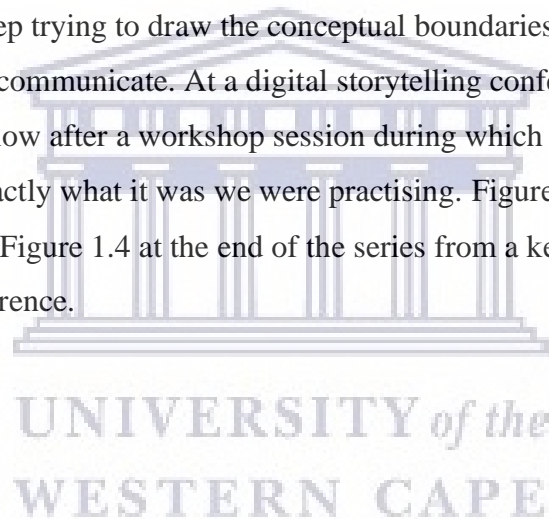 ep trying to draw the conceptual boundaries
communicate. At a digital storytelling conf
low after a workshop session during which
actly what it was we were practising. Figure
Figure 1.4 at the end of the series from a ke
rence.
UNIVERSITY of the
WESTERN CAPE